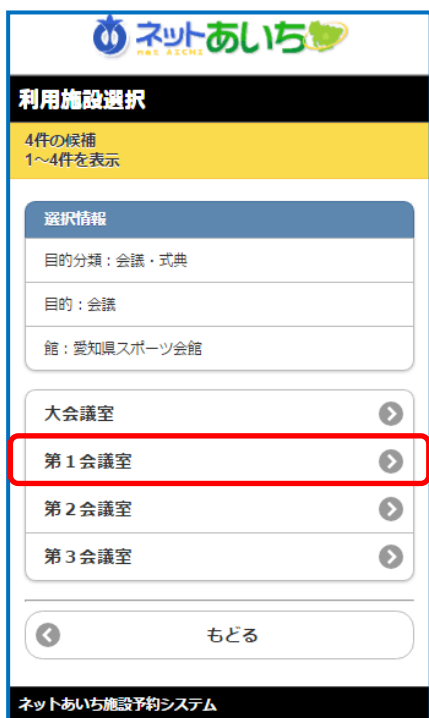 ネットあいち
net AICHI
利用施設選択
4件の候補
1～4件を表示
選択情報
目的分類：会議・式典
目的：会議
館：愛知県スポーツ会館
大会議室
第１会議室
第２会議室
第３会議室
もどる
ネットあいち施設予約システム